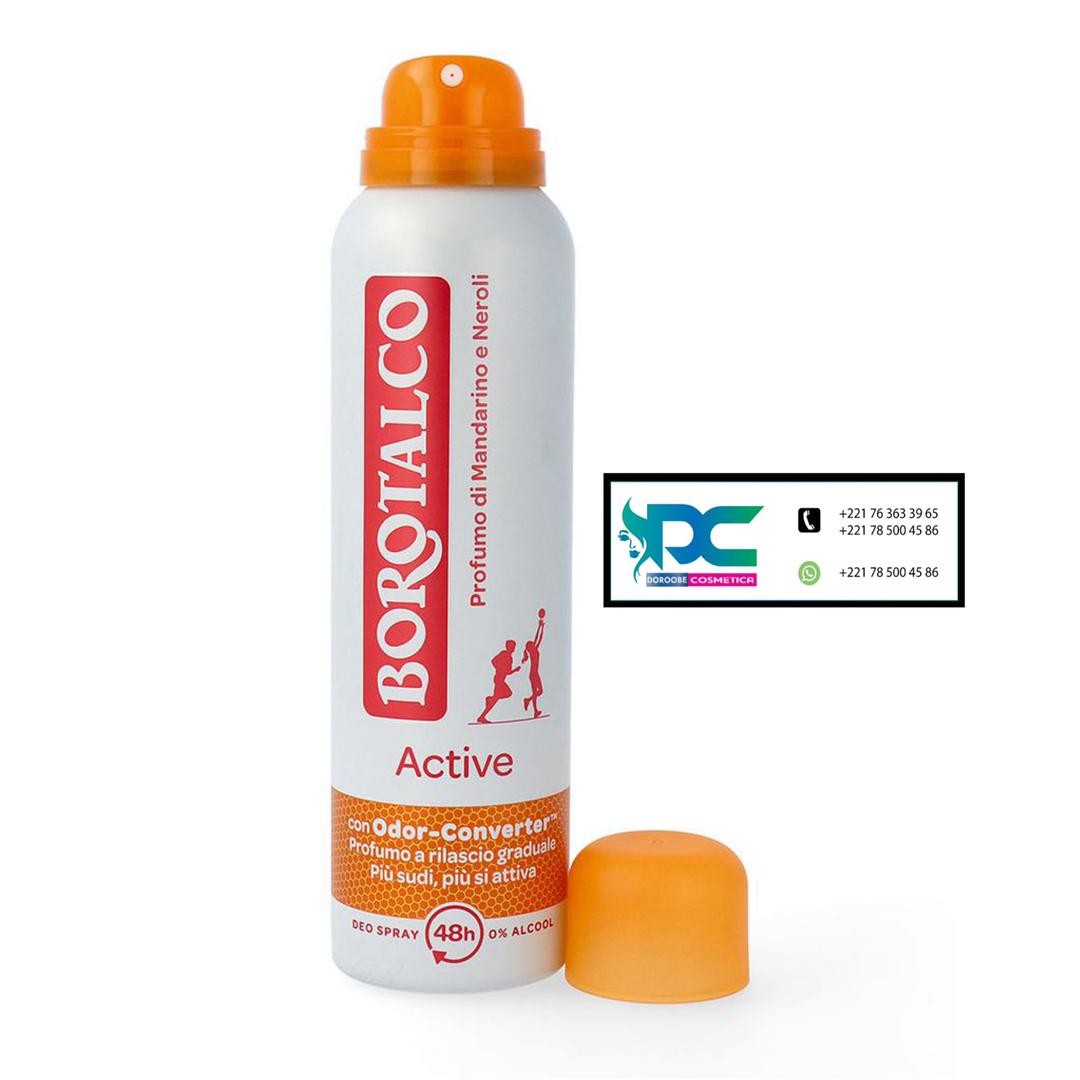 BOROTALCO
Profumo di Mandarino e Neroli
Active
con Odor-Converter™
Profumo a rilascio graduale
Più sudi, più si attiva
DEO SPRAY 48h 0% ALCOOL
DC
DOROOBE COSMETICA
+221 76 363 39 65
+221 78 500 45 86
+221 78 500 45 86